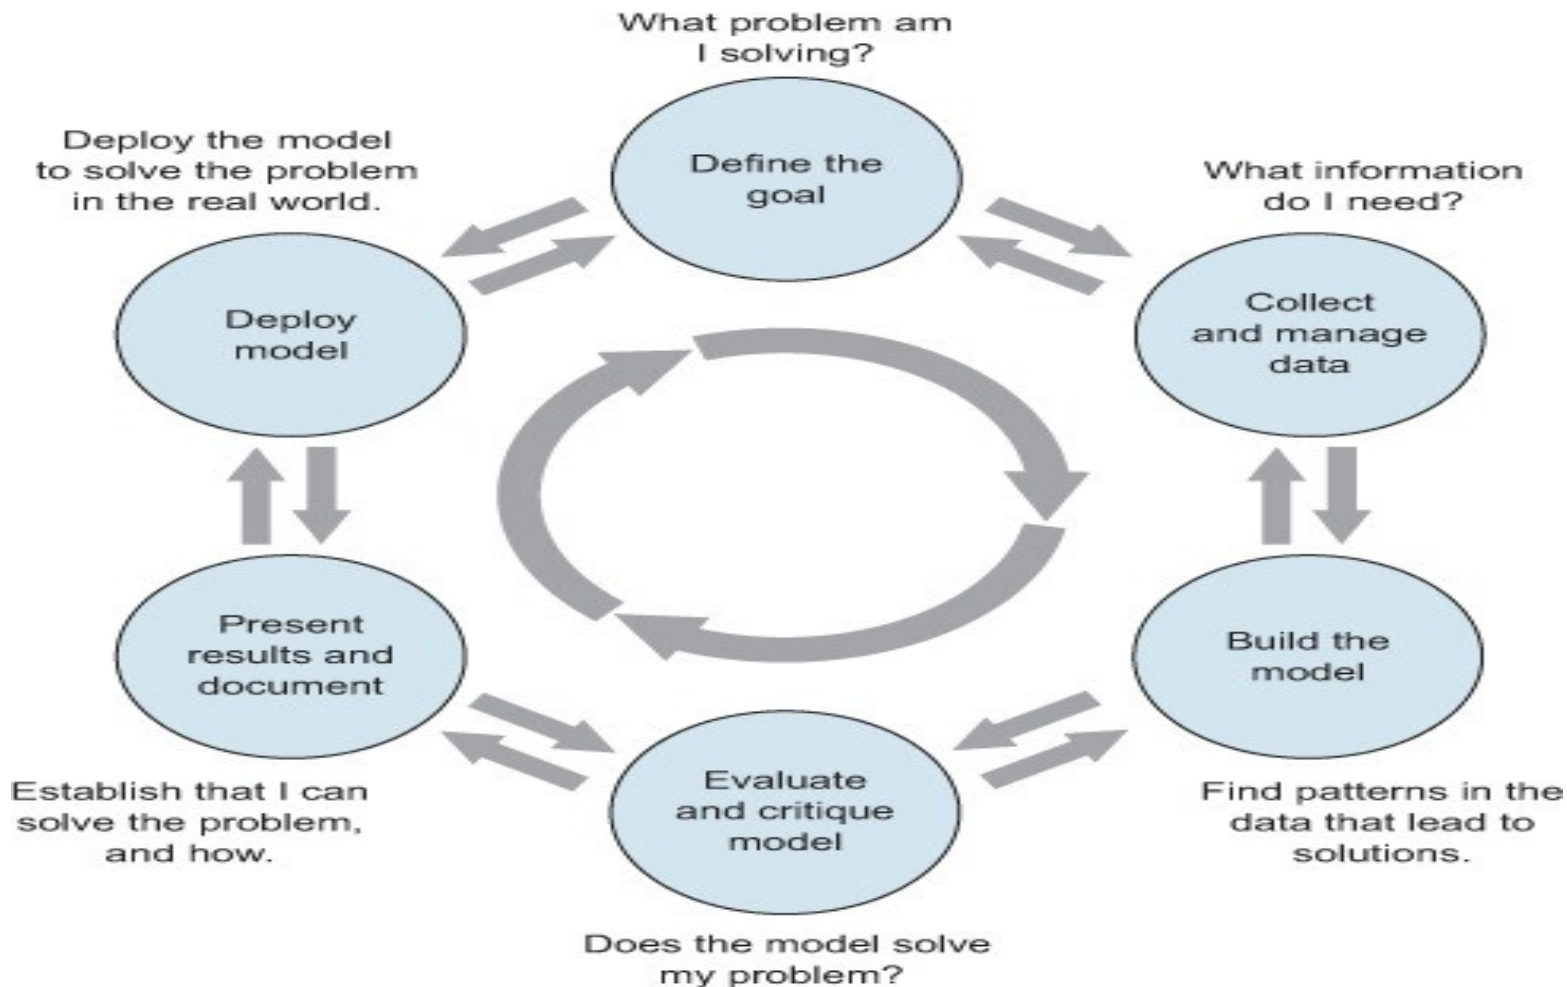 What problem am
I solving?
Define the
goal
What information
do I need?
Collect
and manage
data
Build the
model
Find patterns in the
data that lead to
solutions.
Evaluate
and critique
model
Does the model solve
my problem?
Present
results and
document
Establish that I can
solve the problem,
and how.
Deploy the model
to solve the problem
in the real world.
Deploy
model